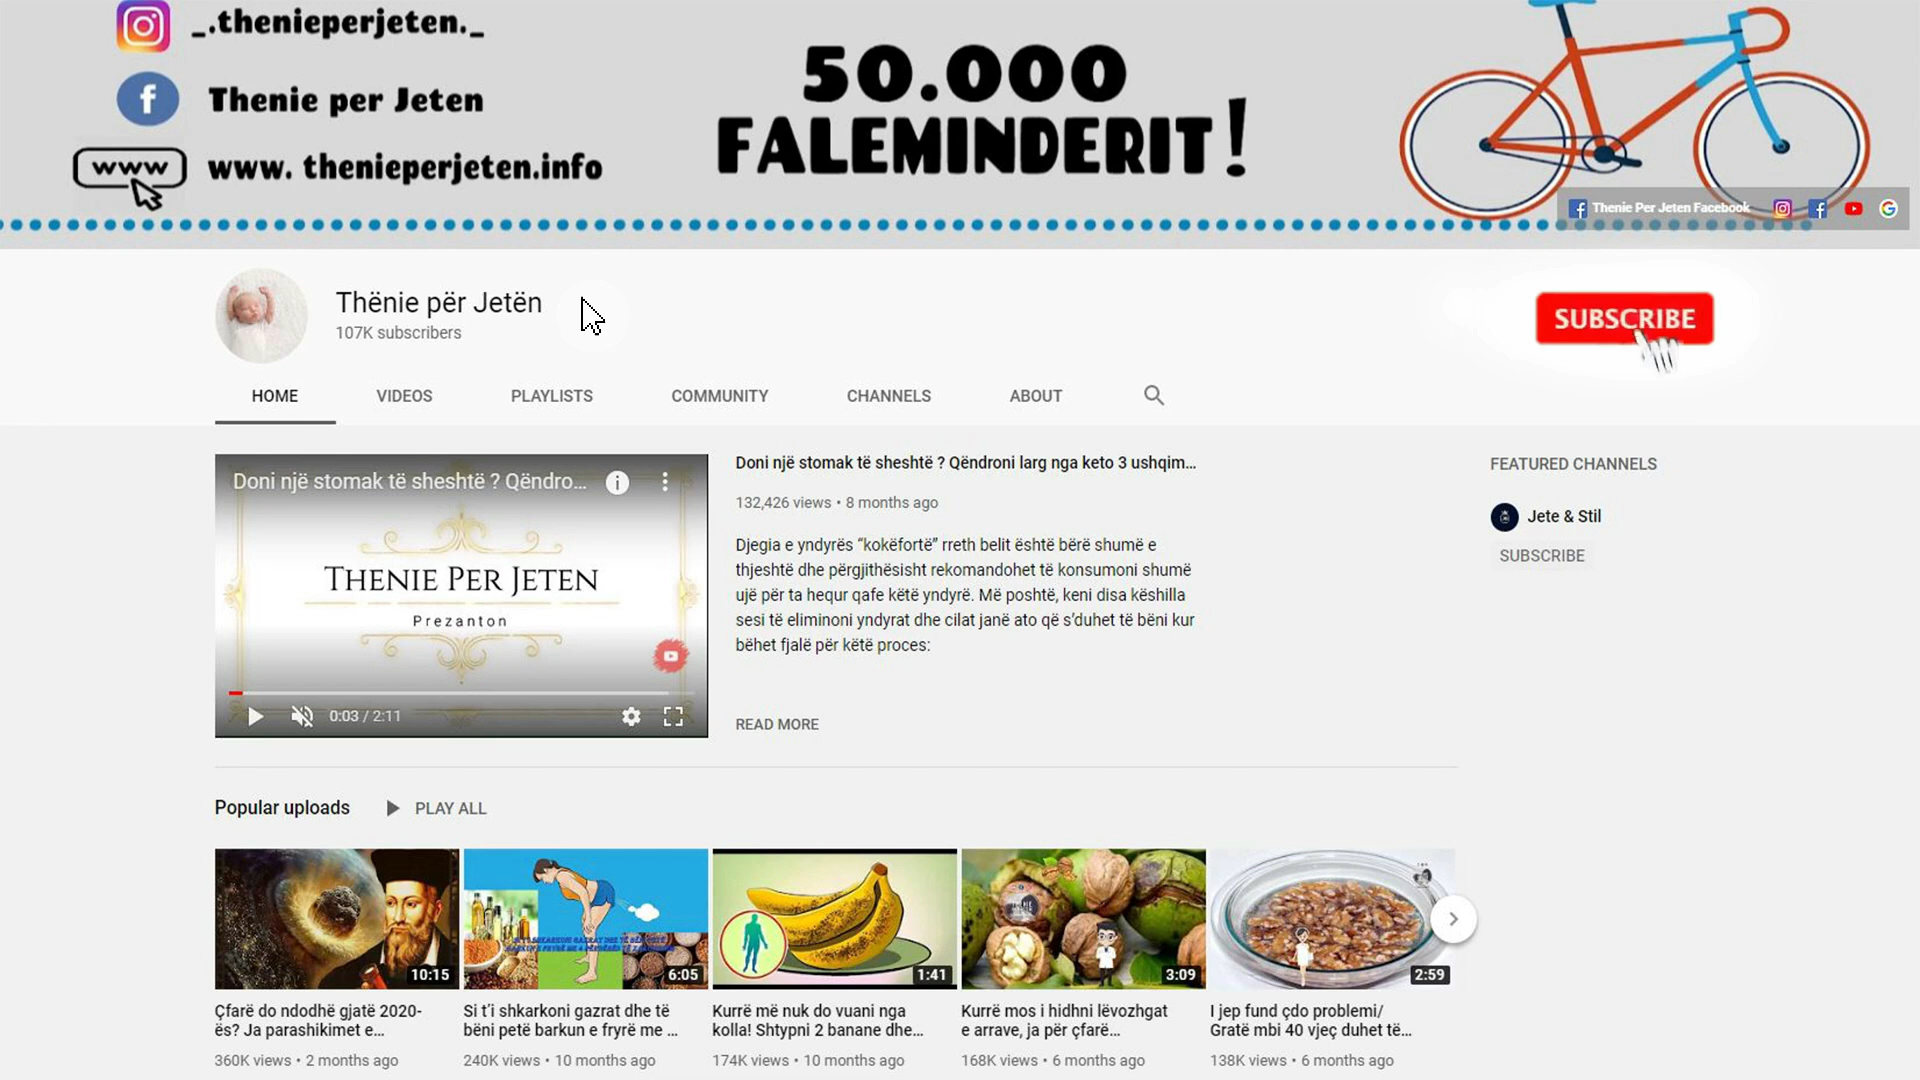 _.thenieperjeten._
Thenie per Jeten
www
www. thenieperjeten.info
50.000
FALEMINDERIT!
Thenie Per Jeten Facebook
Thënie për Jetën
107K subscribers
SUBSCRIBE
HOME
VIDEOS
PLAYLISTS
COMMUNITY
CHANNELS
ABOUT
Doni një stomak të sheshtë ? Qëndro...
THENIE PER JETEN
Prezanton
0:03 / 2:11
Doni një stomak të sheshtë ? Qëndroni larg nga keto 3 ushqim...
132,426 views • 8 months ago
Djegia e yndyrës “kokëfortë” rreth belit është bërë shumë e
thjeshtë dhe përgjithësisht rekomandohet të konsumoni shumë
ujë për ta hequr qafe këtë yndyrë. Më poshtë, keni disa këshilla
sesi të eliminoni yndyrat dhe cilat janë ato që s’duhet të bëni kur
bëhet fjalë për këtë proces:
READ MORE
FEATURED CHANNELS
Jete & Stil
SUBSCRIBE
Popular uploads
PLAY ALL
10:15
6:05
1:41
3:09
2:59
Çfarë do ndodhë gjatë 2020-
ës? Ja parashikimet e...
360K views • 2 months ago
Si t’i shkarkoni gazrat dhe të
bëni petë barkun e fryrë me ...
240K views • 10 months ago
Kurrë më nuk do vuani nga
kolla! Shtypni 2 banane dhe...
174K views • 10 months ago
Kurrë mos i hidhni lëvozhgat
e arrave, ja për çfarë...
168K views • 6 months ago
I jep fund çdo problemi/
Gratë mbi 40 vjeç duhet të...
138K views • 6 months ago